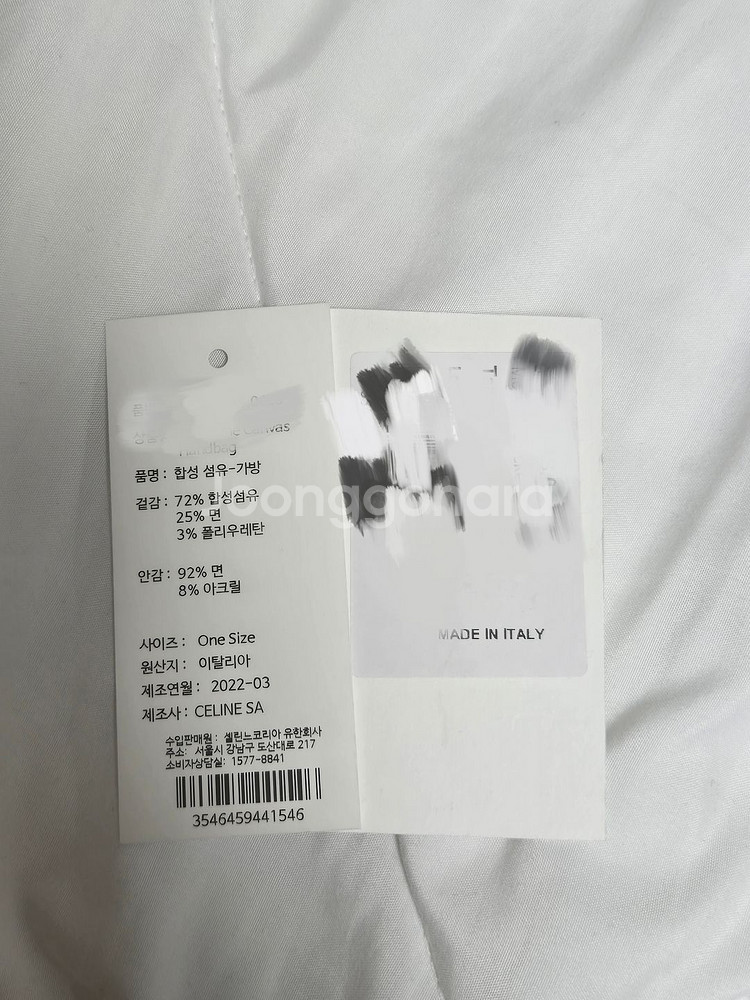 canvas
Handbag
품명 : 합성 섬유-가방
겉감 : 72% 합성섬유
25% 면
3% 폴리우레탄
안감 : 92% 면
8% 아크릴
사이즈 : One Size
원산지 : 이탈리아
제조연월 : 2022-03
제조사 : CELINE SA
수입판매원 : 셀린느코리아 유한회사
주소: 서울시 강남구 도산대로 217
소비자상담실: 1577-8841
3546459441546
MADE IN ITALY
Joonggonara